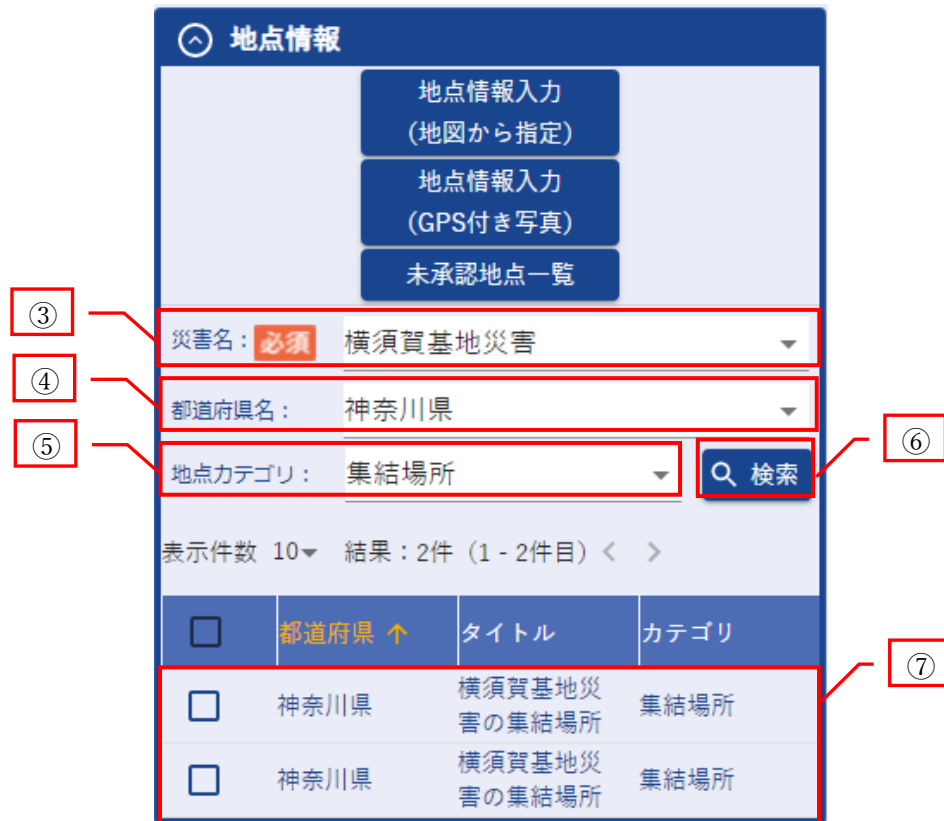 地点情報
地点情報入力
(地図から指定)
地点情報入力
(GPS付き写真)
未承認地点一覧
③
災害名：必須 横須賀基地災害
④
都道府県名： 神奈川県
⑤
地点カテゴリ： 集結場所
検索
⑥
表示件数 10 結果：2件 (1 - 2件目) < >
都道府県 ↑ タイトル カテゴリ
⑦
神奈川県 横須賀基地災 集結場所
害の集結場所
神奈川県 横須賀基地災 集結場所
害の集結場所